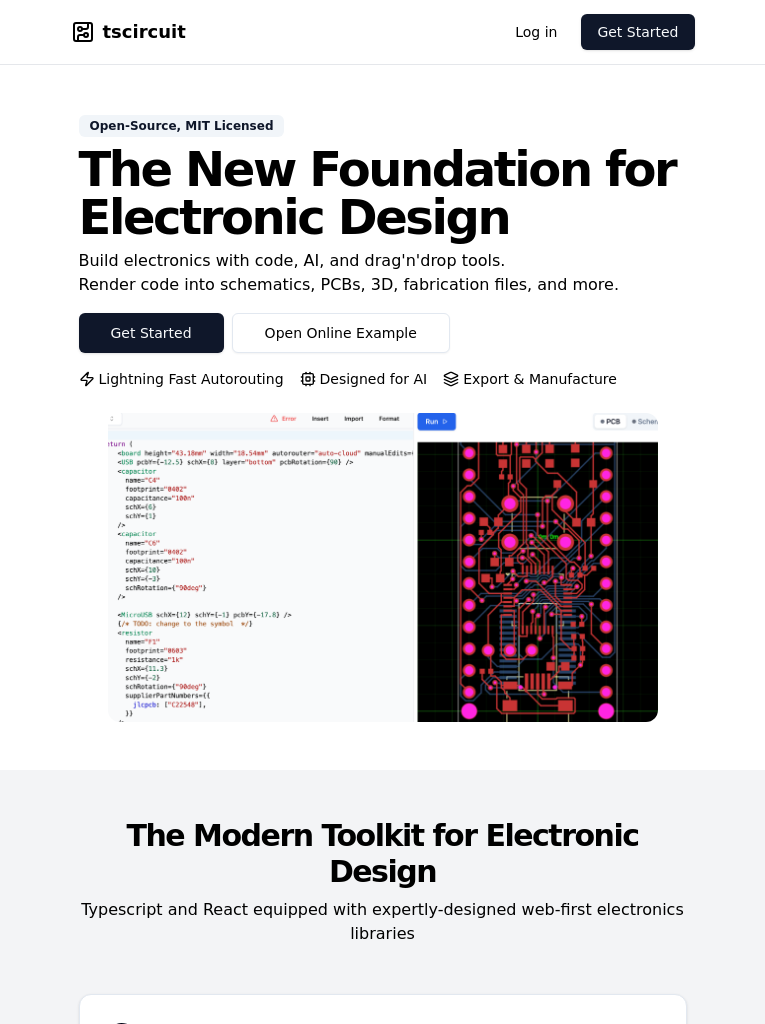 tscircuit
Log in
Get Started
Open-Source, MIT Licensed
The New Foundation for
Electronic Design
Build electronics with code, AI, and drag'n'drop tools.
Render code into schematics, PCBs, 3D, fabrication files, and more.
Get Started
Open Online Example
Lightning Fast Autorouting
Designed for AI
Export & Manufacture
2
Error
Insert
Import
Format
Run
PCB
<board height="43.18mm" width="18.54mm" autorouter="auto-cloud" manualEdits=
<USB pcbY={-12.5} schX={8} layer="bottom" pcbRotation={90} />
<capacitor
name="C4"
footprint="0402"
capacitance="100n"
schX={6}
schY={1}
/>
<capacitor
name="C6"
footprint="0402"
capacitance="100n"
schX={10}
schY={-3}
schRotation={"90deg"}
/>
<MicroUSB schX={12} schY={-1} pcbY={-17.8} />
{/* TODO: change to the symbol */}
<resistor
name="F1"
footprint="0603"
resistance="1k"
schX={11.3}
schY={-2}
schRotation={"90deg"}
supplierPartNumbers={{
jlcpcb: ["C22548"],
}}
The Modern Toolkit for Electronic
Design
Typescript and React equipped with expertly-designed web-first electronics
libraries